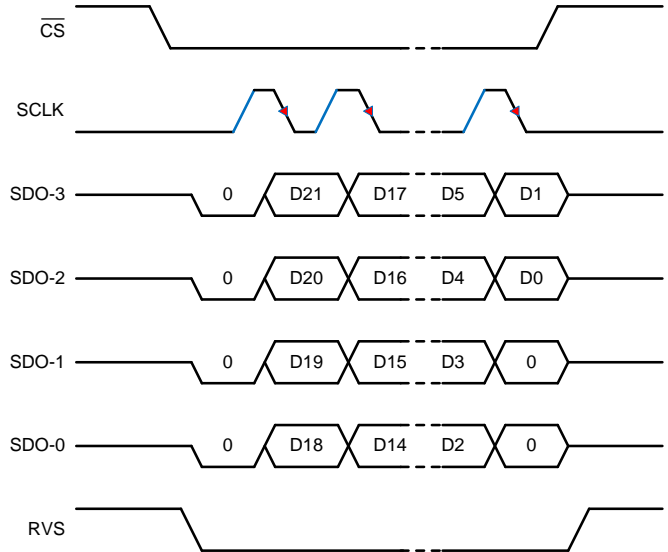 CS
SCLK
SDO-3 0 D21 D17 D5 D1
SDO-2 0 D20 D16 D4 D0
SDO-1 0 D19 D15 D3 0
SDO-0 0 D18 D14 D2 0
RVS